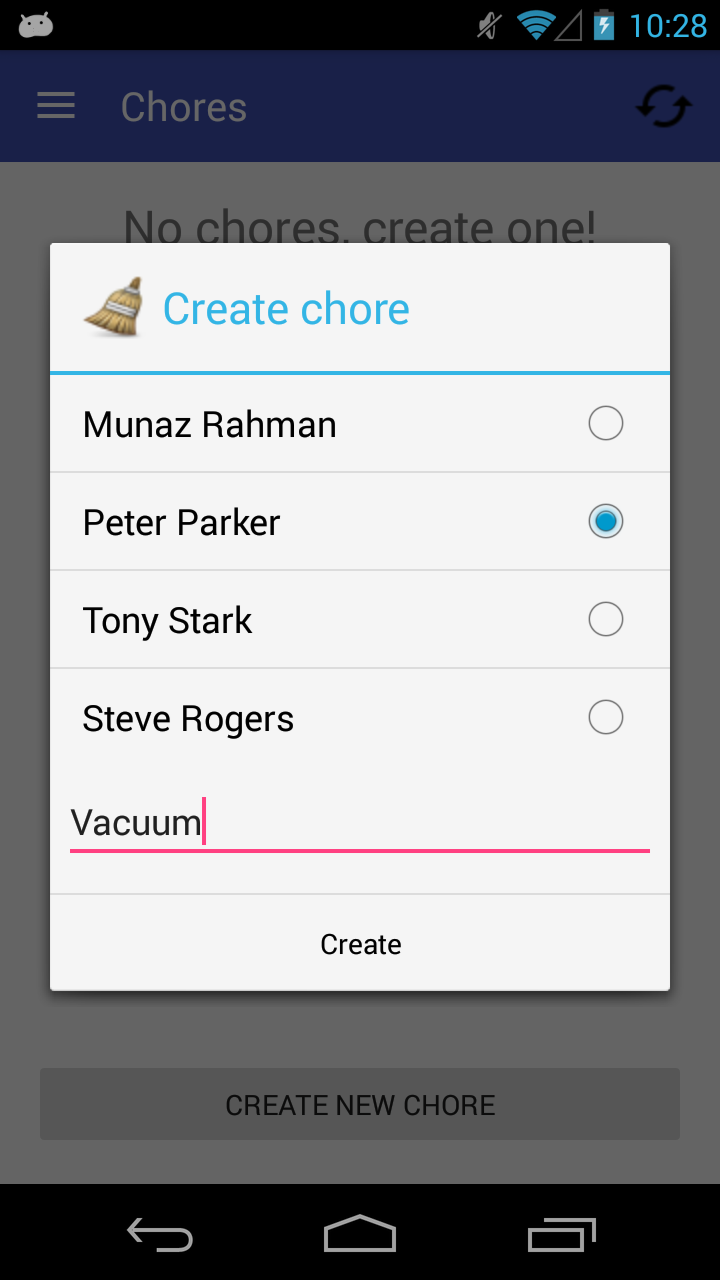 10:28
Chores
No chores, create one!
Create chore
Munaz Rahman
Peter Parker
Tony Stark
Steve Rogers
Vacuum
Create
CREATE NEW CHORE